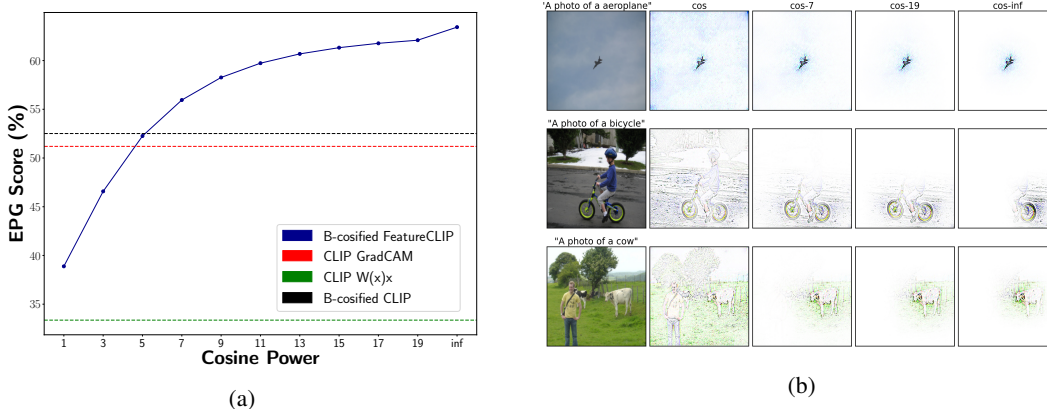 EPG Score (%)
60
55
50
45
40
35
B-cosified FeatureCLIP
CLIP GradCAM
CLIP W(x)x
B-cosified CLIP
1 3 5 7 9 11 13 15 17 19 inf
Cosine Power
(a)
"A photo of a aeroplane" cos cos-7 cos-19 cos-inf
"A photo of a bicycle"
"A photo of a cow"
(b)